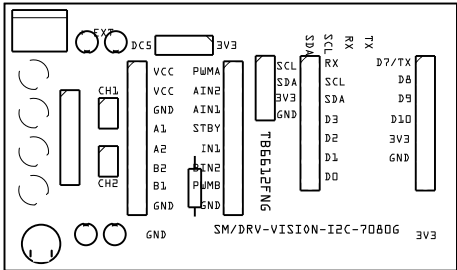 + EXT
DC5
3V3
SDA
SCL
RX
TX
CH1
CH2
VCC
VCC
GND
A1
A2
B2
B1
GND
PWMA
AIN2
AIN1
STBY
IN1
BIN2
PWMB
GND
SCL
SDA
3V3
GND
TB6612FNG
RX
SCL
SDA
D3
D2
D1
D0
D7/TX
D8
D9
D10
3V3
GND
GND
SM/DRV-VISION-I2C-70806
3V3